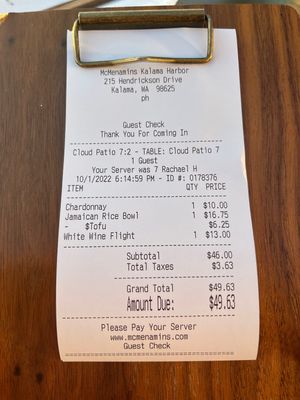 McMenamins Kalama Harbor
215 Hendrickson Drive
Kalama, WA 98625
ph
Guest Check
Thank You For Coming In
Cloud Patio 7:2 - TABLE: Cloud Patio 7
1 Guest
Your Server was 7 Rachael H
10/1/2022 6:14:59 PM - ID #: 0178376
ITEM QTY PRICE
Chardonnay 1 $10.00
Jamaican Rice Bowl 1 $16.75
- $Tofu $6.25
White Wine Flight 1 $13.00
Subtotal $46.00
Total Taxes $3.63
Grand Total $49.63
Amount Due: $49.63
Please Pay Your Server
www.mcmenamins.com
Guest Check